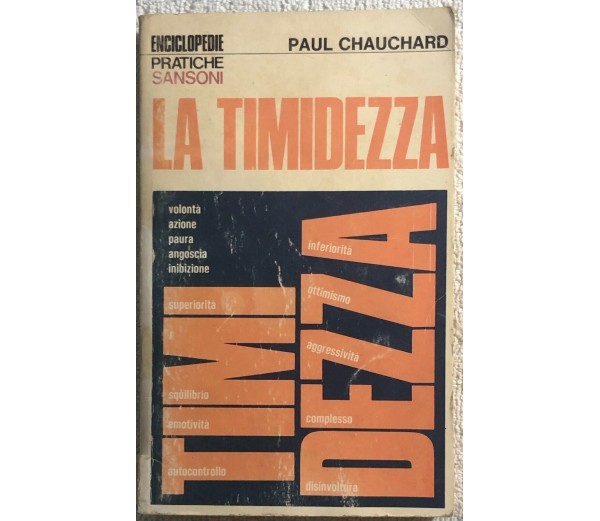 ENCICLOPEDIE
PRATICHE
SANSONI
PAUL CHAUCHARD
LA TIMIDEZZA
volontà
azione
paura
angoscia
inibizione
superiorità
squilibrio
emotività
autocontrollo
TIMI
inferiorità
ottimismo
aggressività
complesso
disinvoltura
DEZZA